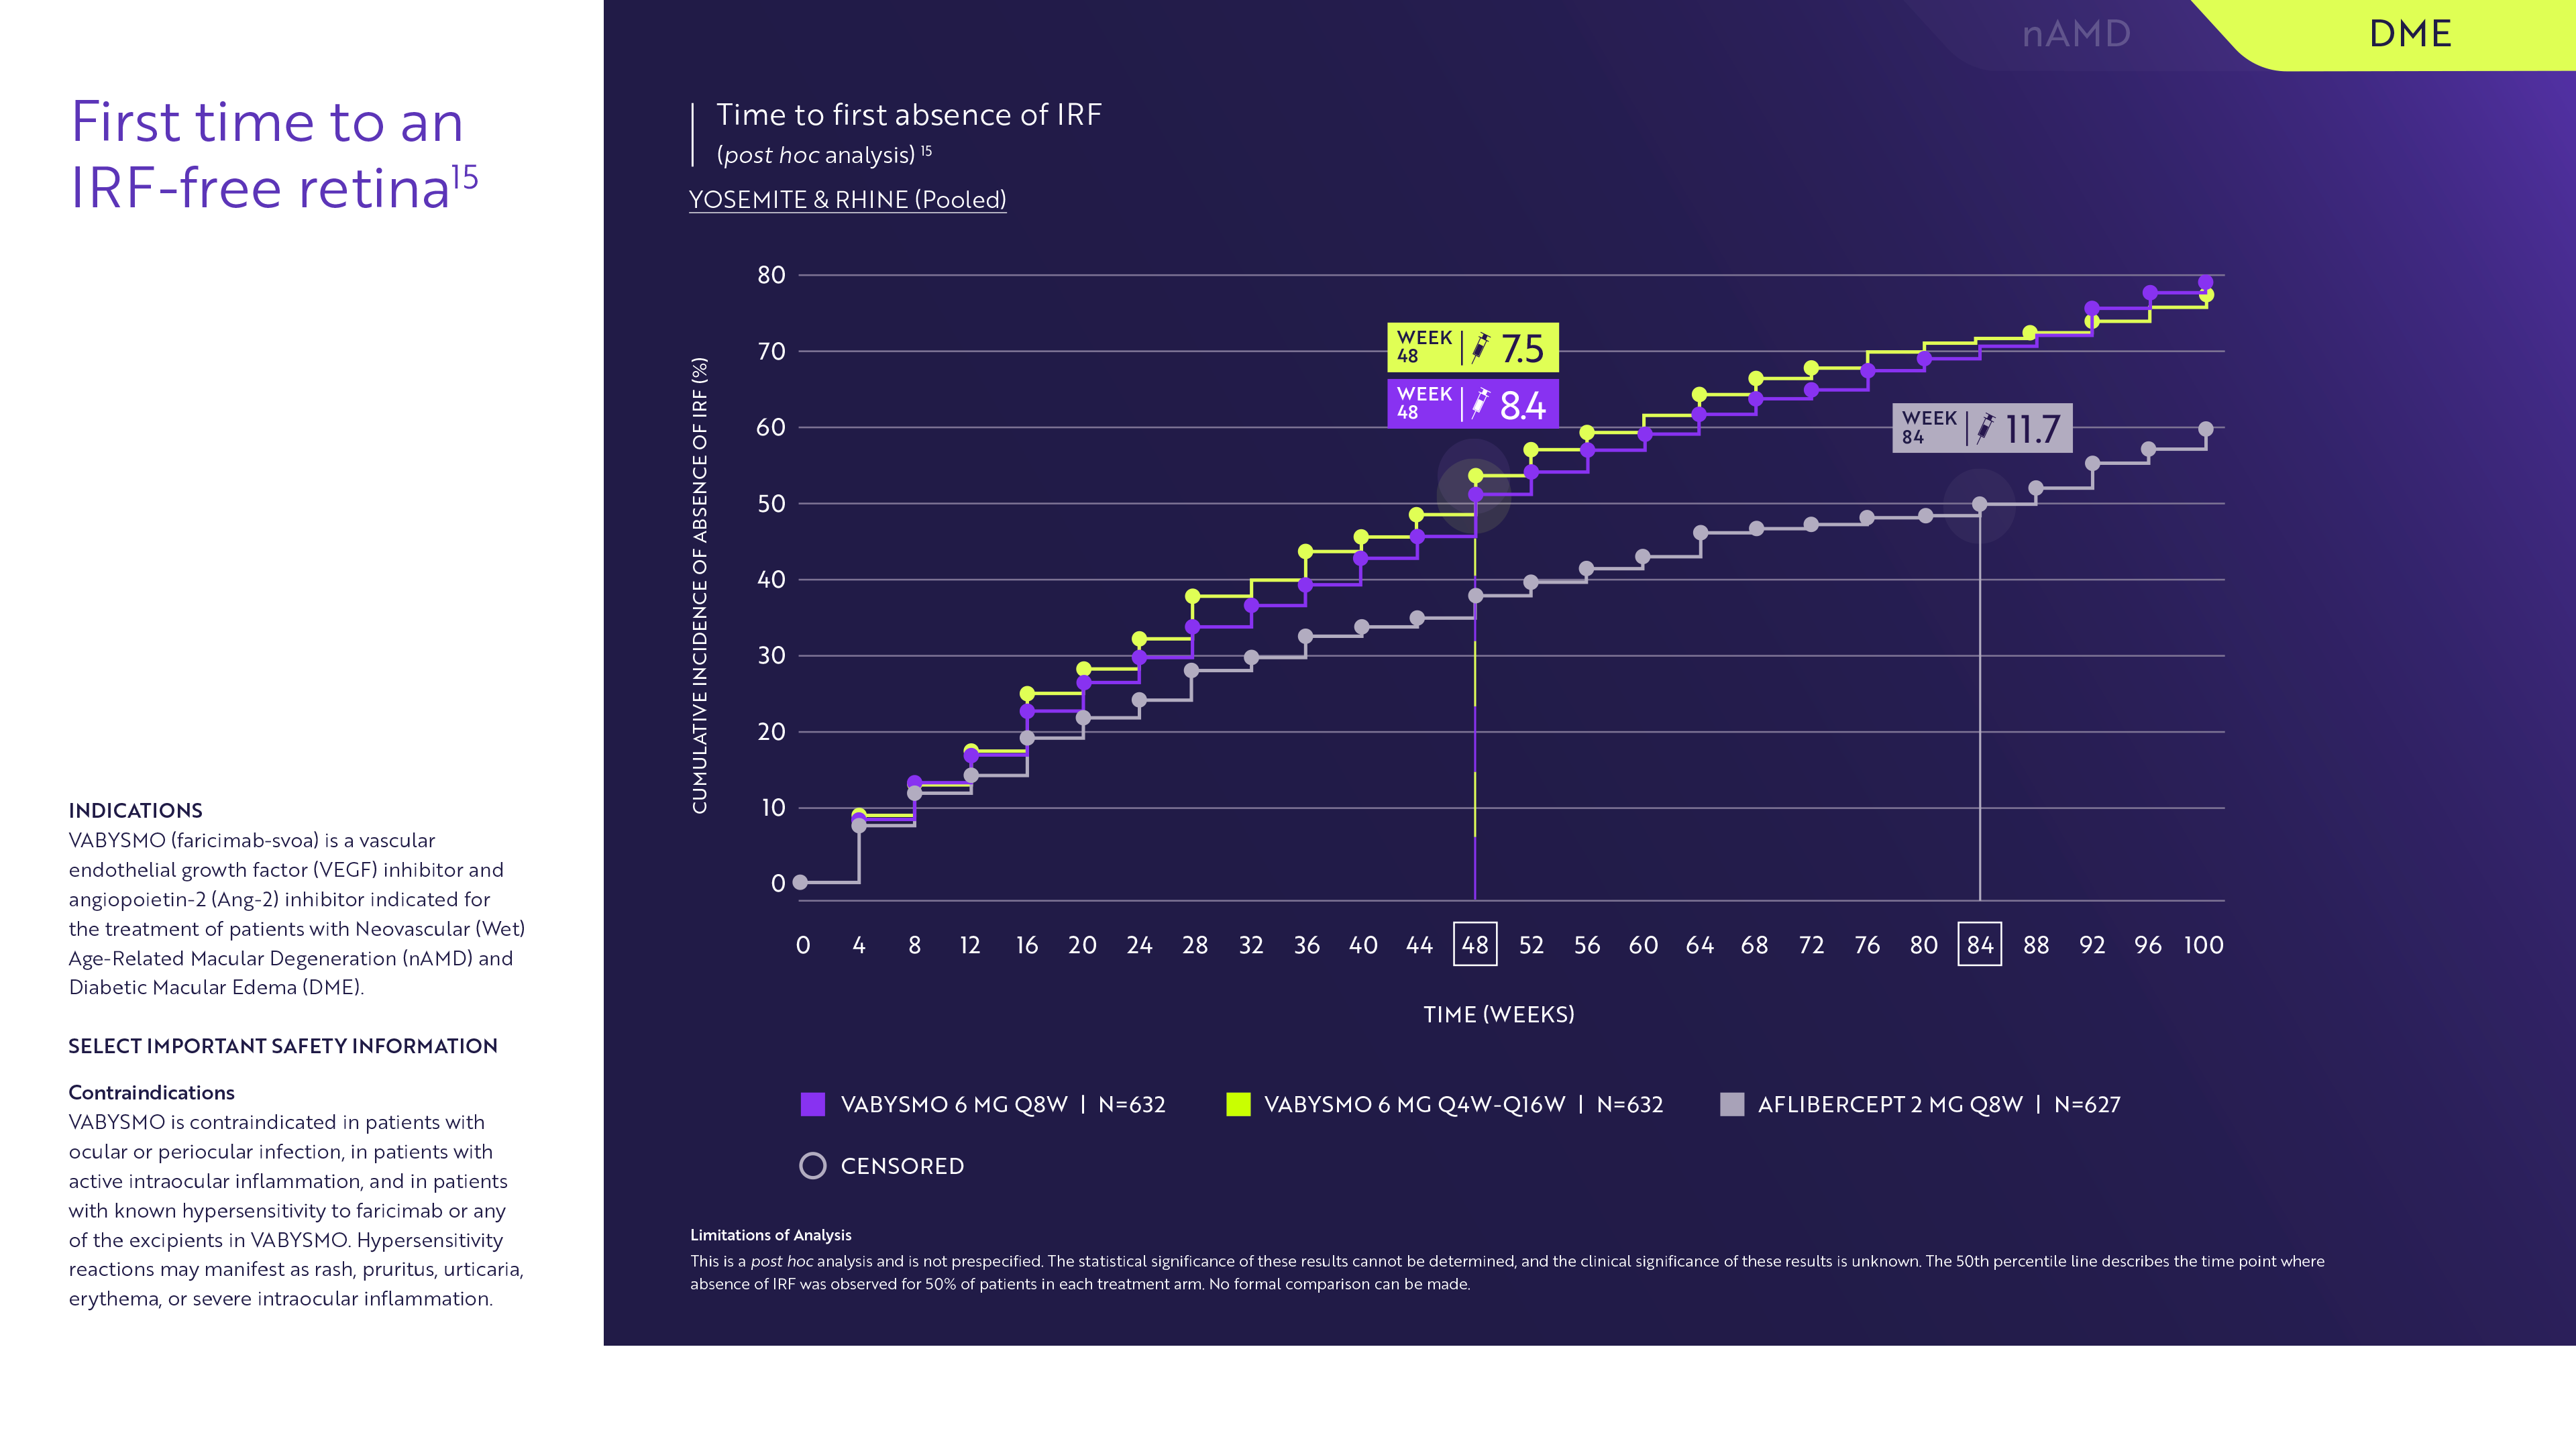 First time to an
IRF-free retina15
INDICATIONS
VABYSMO (faricimab-svoa) is a vascular
endothelial growth factor (VEGF) inhibitor and
angiopoietin-2 (Ang-2) inhibitor indicated for
the treatment of patients with Neovascular (Wet)
Age-Related Macular Degeneration (nAMD) and
Diabetic Macular Edema (DME).
SELECT IMPORTANT SAFETY INFORMATION
Contraindications
VABYSMO is contraindicated in patients with
ocular or periocular infection, in patients with
active intraocular inflammation, and in patients
with known hypersensitivity to faricimab or any
of the excipients in VABYSMO. Hypersensitivity
reactions may manifest as rash, pruritus, urticaria,
erythema, or severe intraocular inflammation.
nAMD
DME
Time to first absence of IRF
(post hoc analysis) 15
YOSEMITE & RHINE (Pooled)
CUMULATIVE INCIDENCE OF ABSENCE OF IRF (%)
80
70
60
50
40
30
20
10
0
WEEK 48 | 7.5
WEEK 48 | 8.4
WEEK 84 | 11.7
0 4 8 12 16 20 24 28 32 36 40 44 48 52 56 60 64 68 72 76 80 84 88 92 96 100
TIME (WEEKS)
VABYSMO 6 MG Q8W | N=632 VABYSMO 6 MG Q4W-Q16W | N=632 AFLIBERCEPT 2 MG Q8W | N=627
CENSORED
Limitations of Analysis
This is a post hoc analysis and is not prespecified. The statistical significance of these results cannot be determined, and the clinical significance of these results is unknown. The 50th percentile line describes the time point where
absence of IRF was observed for 50% of patients in each treatment arm. No formal comparison can be made.